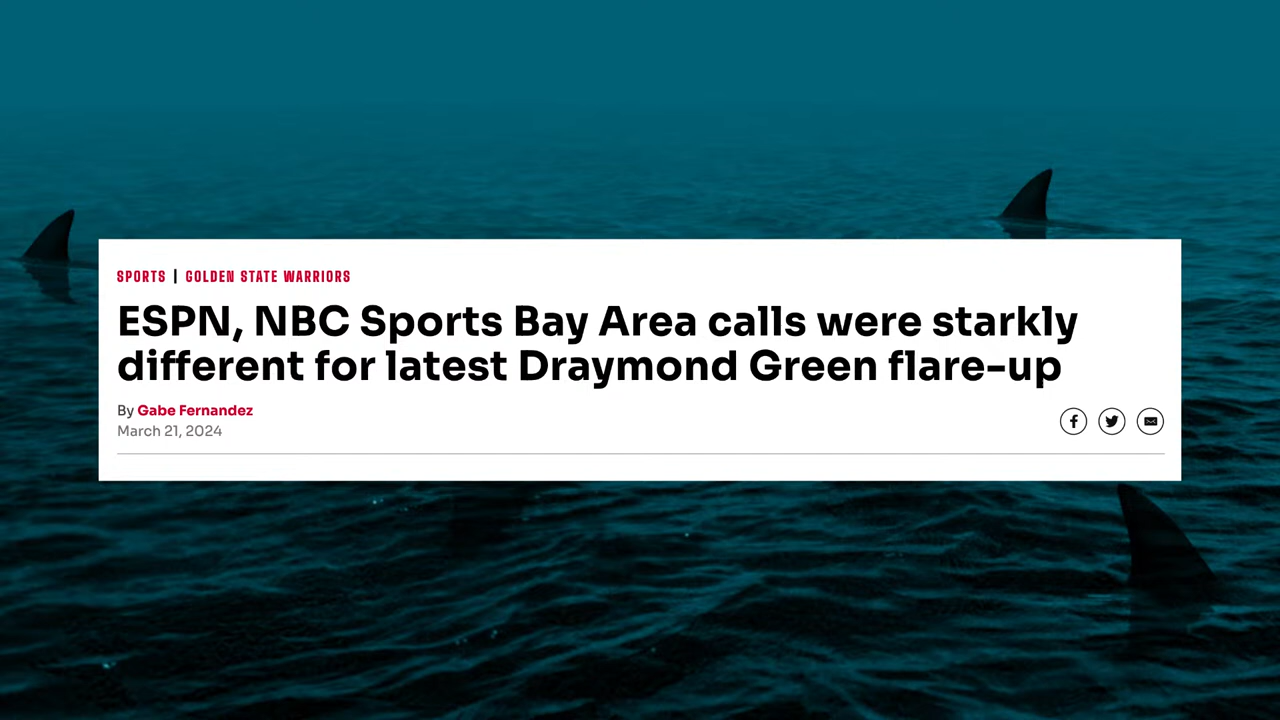 SPORTS | GOLDEN STATE WARRIORS
ESPN, NBC Sports Bay Area calls were starkly
different for latest Draymond Green flare-up
By Gabe Fernandez
March 21, 2024